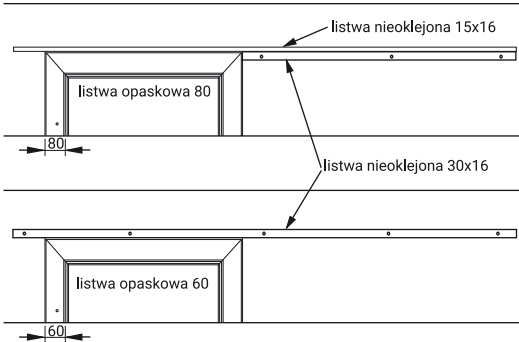 listwa nieoklejona 15x16
listwa opaskowa 80
80
listwa nieoklejona 30x16
listwa opaskowa 60
60